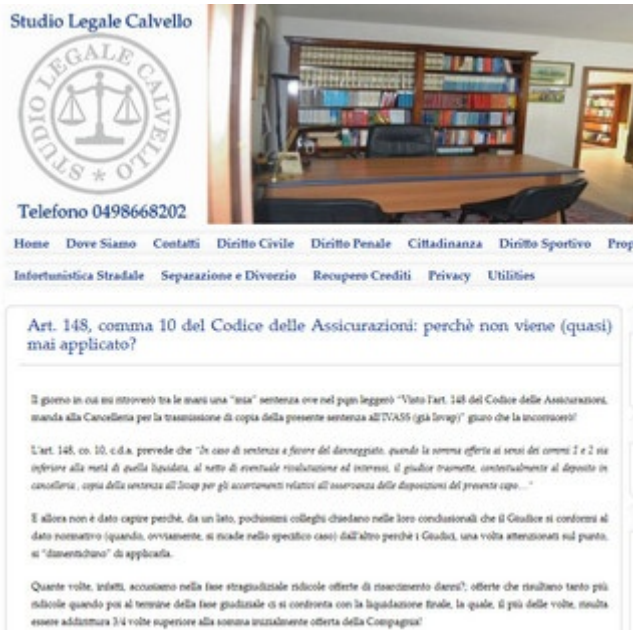 Studio Legale Calvello
STUDIO LEGALE CALVELLO
Telefono 0498668202
Home Dove Siamo Contatti Diritto Civile Diritto Penale Cittadinanza Diritto Sportivo Prop
Infortunistica Stradale Separazione e Divorzio Recupero Crediti Privacy Utilities
Art. 148, comma 10 del Codice delle Assicurazioni: perchè non viene (quasi)
mai applicato?
Il giorno in cui mi ritroverò tra le mani una "mia" sentenza ove nel pqm leggerò "Visto l'art. 148 del Codice delle Assicurazioni,
manda alla Cancelleria per la trasmissione di copia della presente sentenza all'IVASS (già Isvap)" giuro che la incornicerò!
L'art. 148, co. 10, c.d.a. prevede che "In caso di sentenza a favore del danneggiato, quando la somma offerta ai sensi dei commi 1 e 2 sia
inferiore alla metà di quella liquidata, al netto di eventuale rivalutazione ed interessi, il giudice trasmette, contestualmente al deposito in
cancelleria, copia della sentenza all'Isvap per gli accertamenti relativi all'osservanza delle disposizioni del presente capo…"
E allora non è dato capire perchè, da un lato, pochissimi colleghi chiedano nelle loro conclusionali che il Giudice si conformi al
dato normativo (quando, ovviamente, si ricade nello specifico caso) dall'altro perchè i Giudici, una volta attenzionati sul punto,
si "dimentichino" di applicarla.
Quante volte, infatti, accusiamo nella fase stragiudiziale ridicole offerte di risarcimento danni?; offerte che risultano tanto più
ridicole quando poi al termine della fase giudiziale ci si confronta con la liquidazione finale, la quale, il più delle volte, risulta
essere addirittura 3/4 volte superiore alla somma inizialmente offerta della Compagnia!